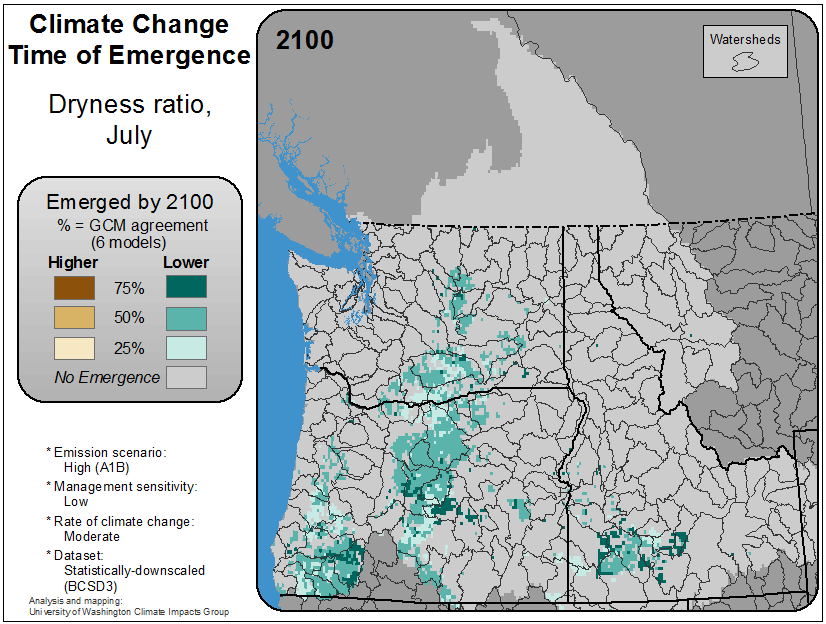 Climate Change
Time of Emergence
Dryness ratio,
July
Emerged by 2100
% = GCM agreement
(6 models)
Higher Lower
75%
50%
25%
No Emergence
* Emission scenario:
High (A1B)
* Management sensitivity:
Low
* Rate of climate change:
Moderate
* Dataset:
Statistically-downscaled
(BCSD3)
Analysis and mapping:
University of Washington Climate Impacts Group
2100
Watersheds